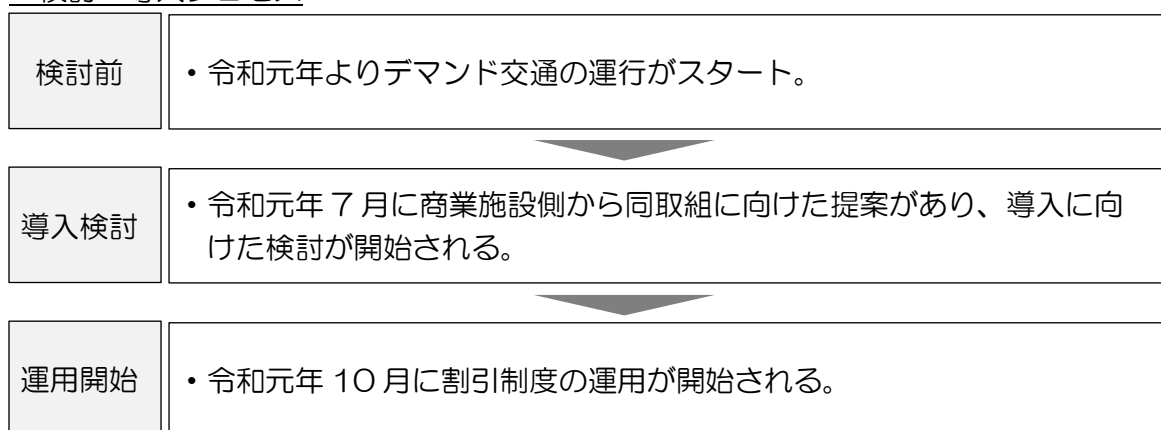 検討前
・令和元年よりデマンド交通の運行がスタート。
導入検討
・令和元年 7 月に商業施設側から同取組に向けた提案があり、導入に向
けた検討が開始される。
運用開始
・令和元年 10 月に割引制度の運用が開始される。